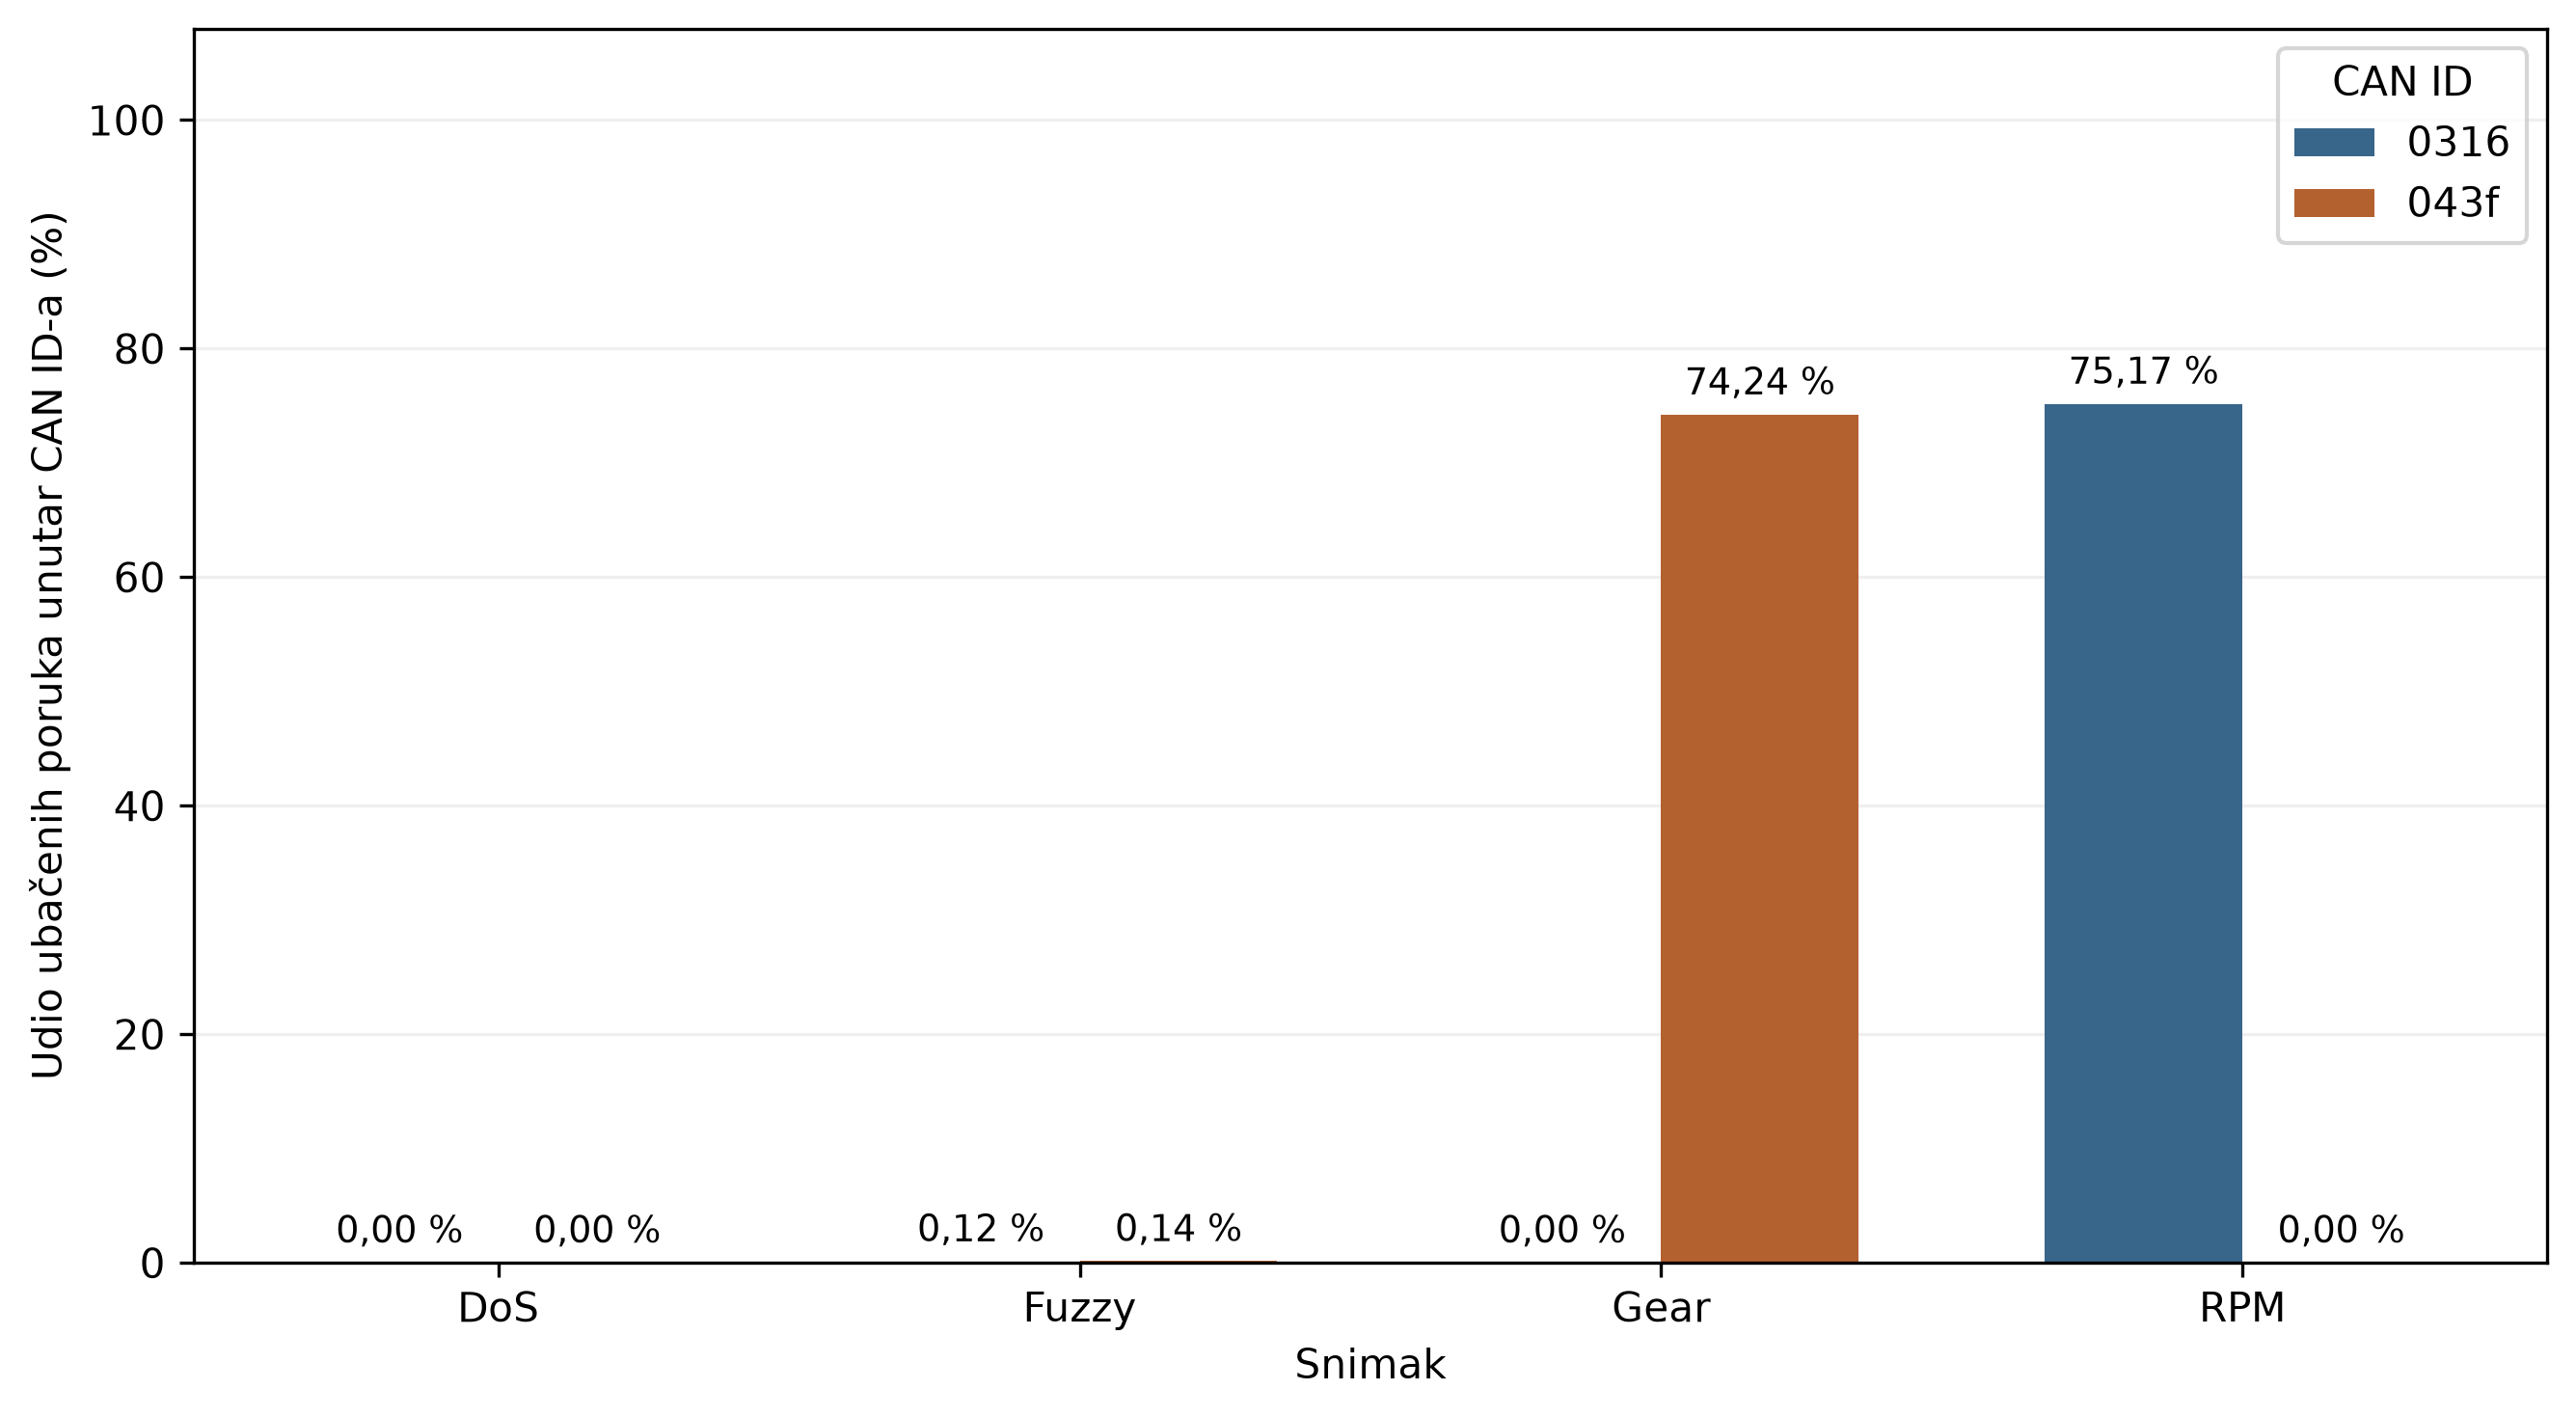 CAN ID
0316
043f
Udio ubačenih poruka unutar CAN ID-a (%)
100
80
60
40
20
0
74,24 %
75,17 %
0,00 %
0,00 %
0,12 %
0,14 %
0,00 %
0,00 %
DoS
Fuzzy
Gear
RPM
Snimak